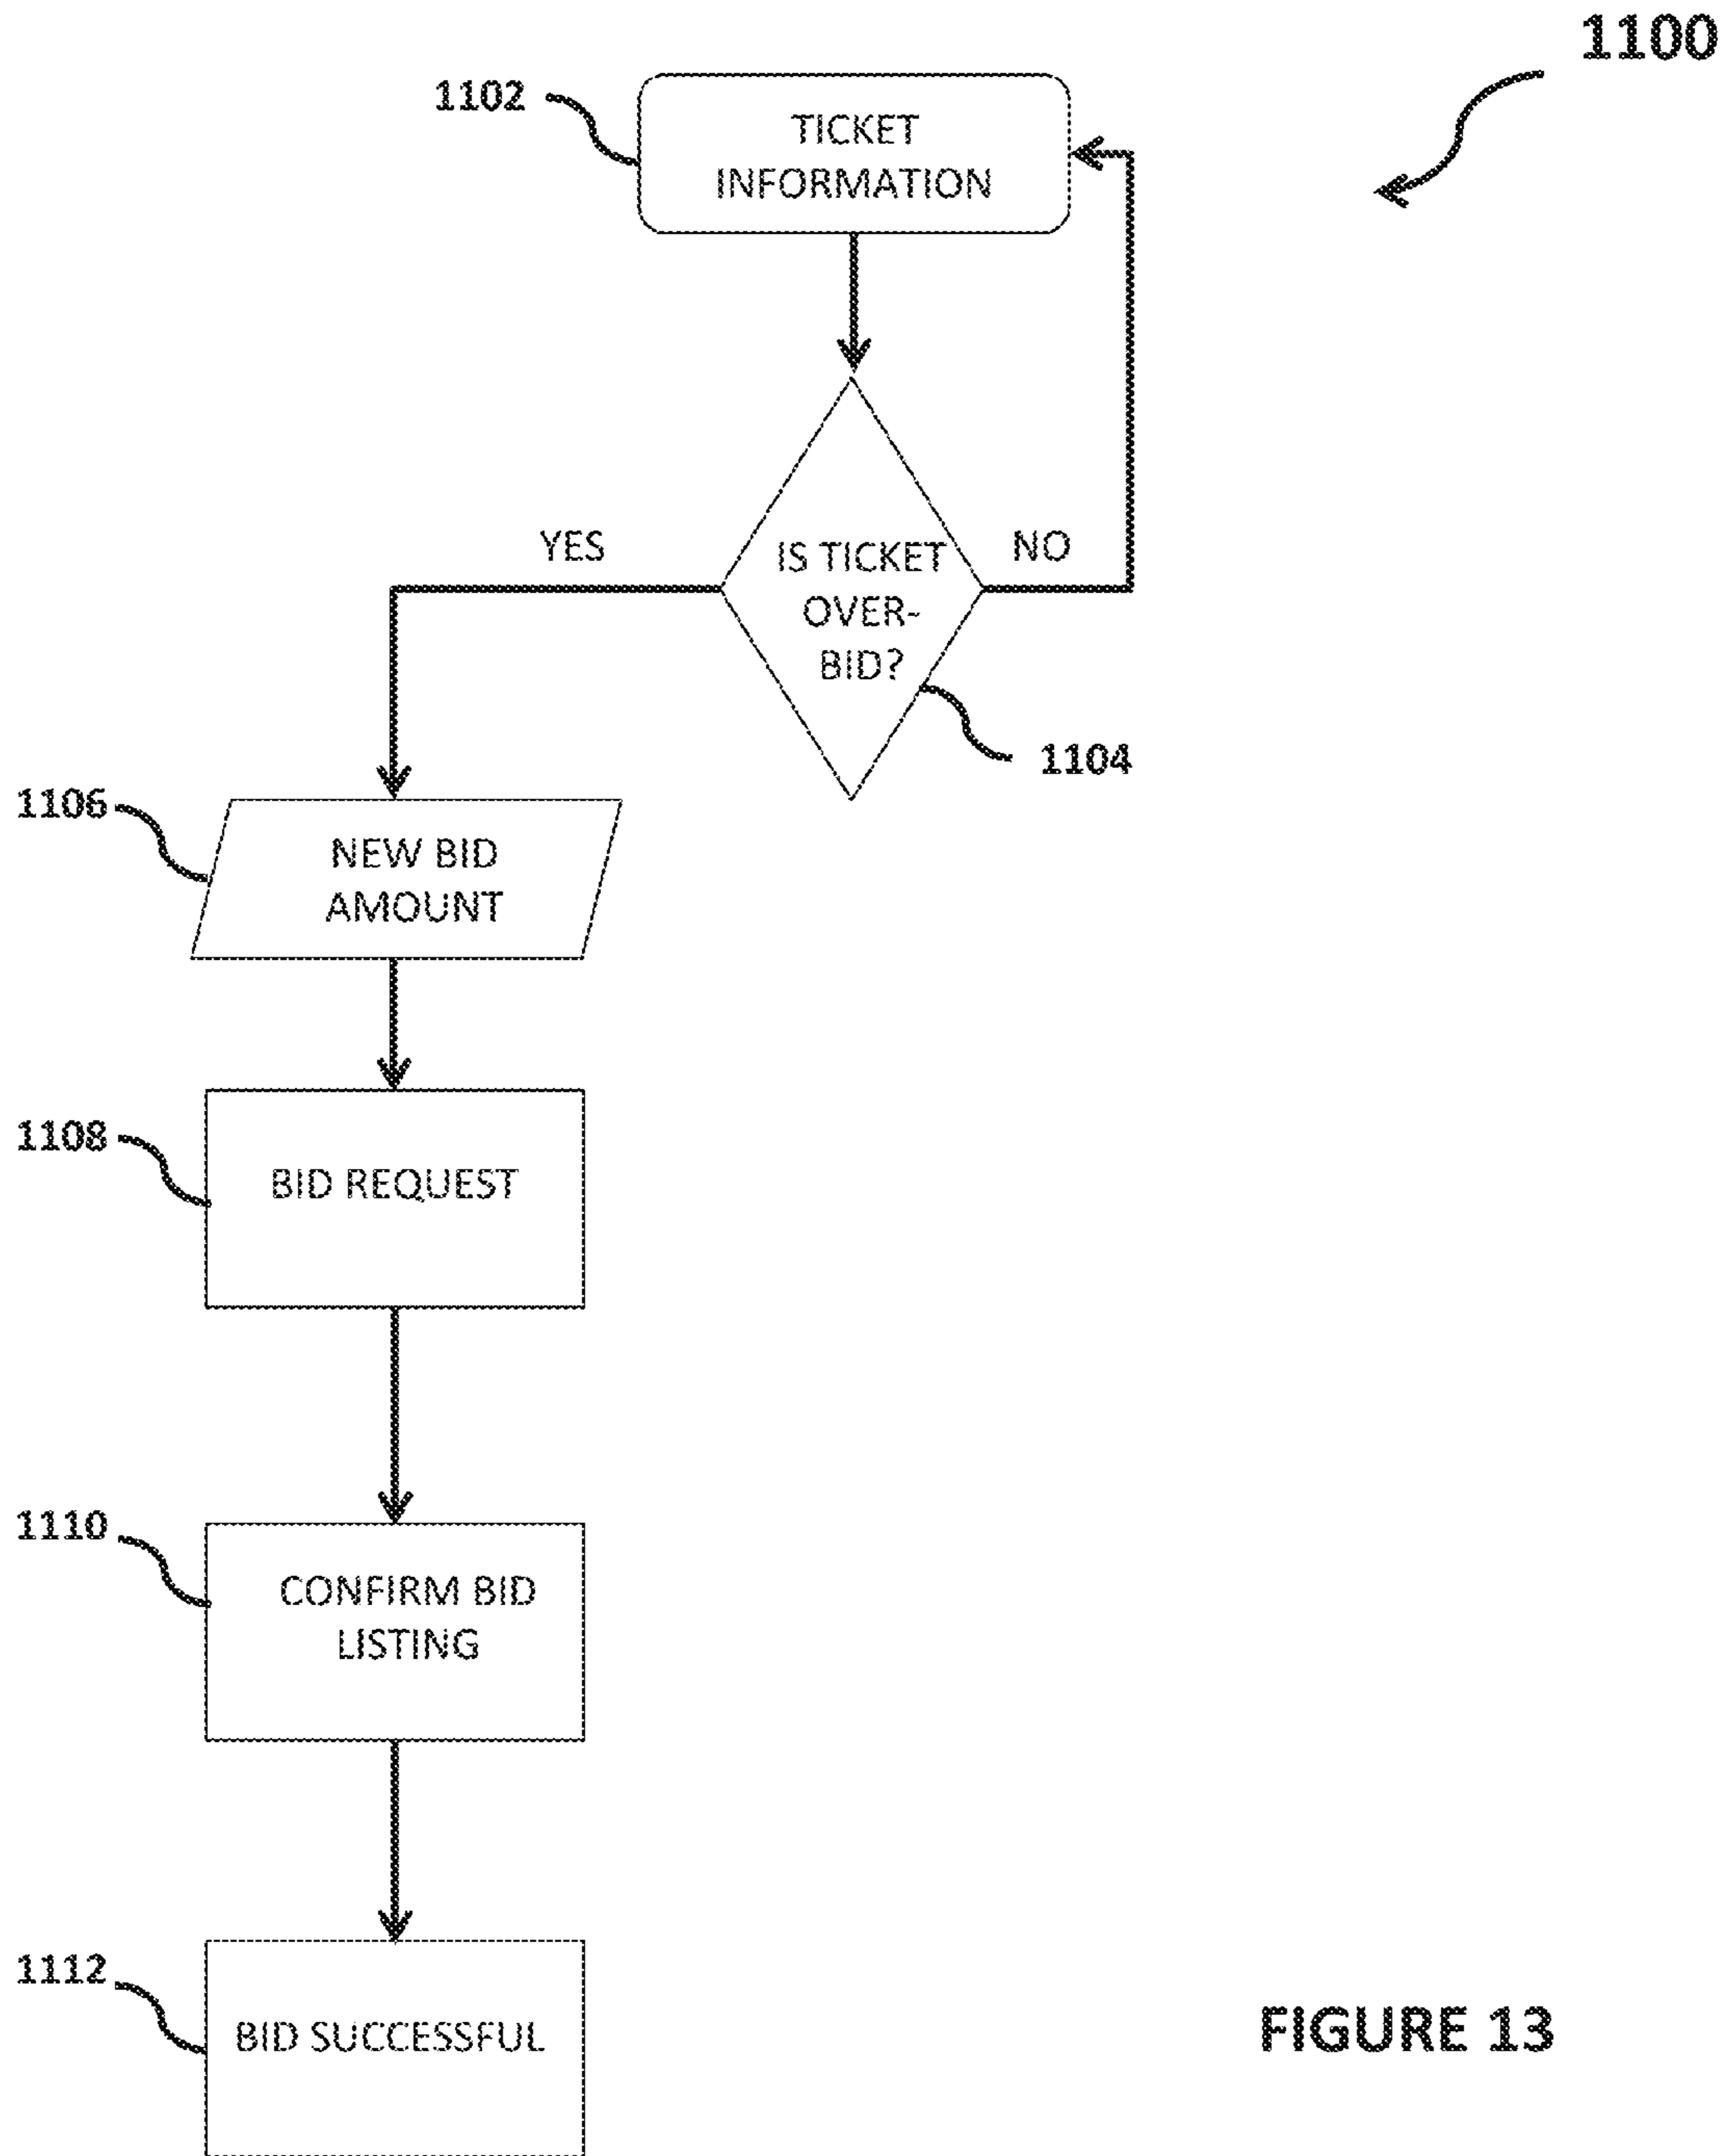 1100
1102
TICKET
INFORMATION
YES
NO
IS TICKET
OVER-
BID?
1104
1106
NEW BID
AMOUNT
1108
BID REQUEST
1110
CONFIRM BID
LISTING
1112
BID SUCCESSFUL
FIGURE 13